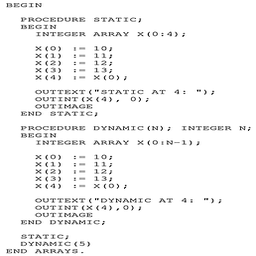 BEGIN
PROCEDURE STATIC;
BEGIN
INTEGER ARRAY X(0:4);
X(0) := 10;
X(1) := 11;
X(2) := 12;
X(3) := 13;
X(4) := X(0);
OUTTEXT("STATIC AT 4: ");
OUTINT(X(4), 0);
OUTIMAGE
END STATIC;
PROCEDURE DYNAMIC(N); INTEGER N;
BEGIN
INTEGER ARRAY X(0:N-1);
X(0) := 10;
X(1) := 11;
X(2) := 12;
X(3) := 13;
X(4) := X(0);
OUTTEXT("DYNAMIC AT 4: ");
OUTINT(X(4),0);
OUTIMAGE
END DYNAMIC;
STATIC;
DYNAMIC(5)
END ARRAYS.